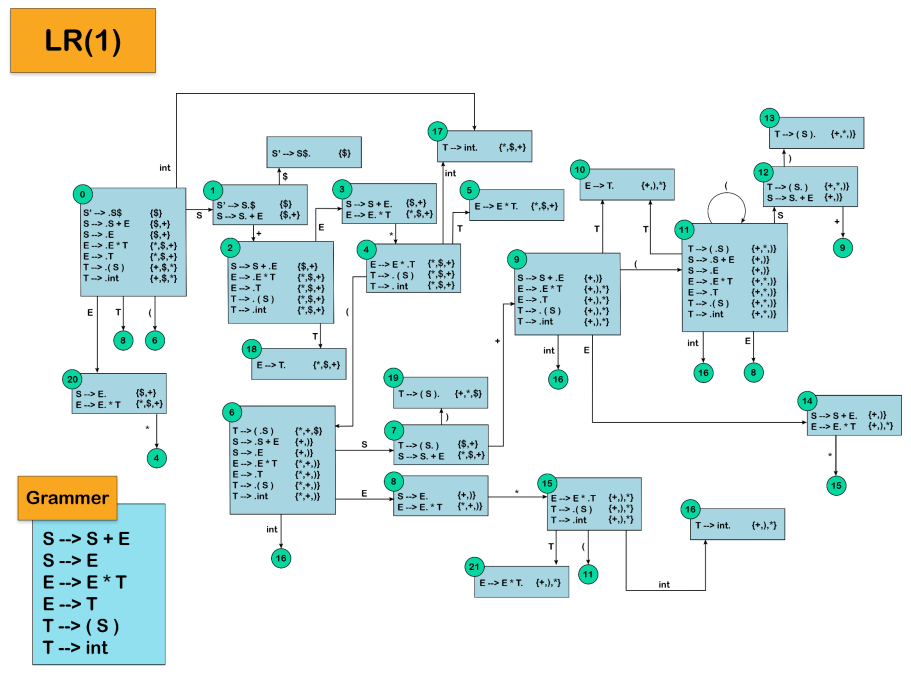 LR(1)
0
S' --> .S$ {$}
S --> .S + E {$,+}
S --> .E {$,+}
E --> .E * T {*,$,+}
E --> .T {*,$,+}
T --> .( S ) {+,$,*}
T --> .int {+,$,*}
int
S
E
T
(
8
6
1
S' --> S.$ {$}
S --> S. + E {$,+}
$
S' --> S$. {$}
+
2
S --> S + .E {$,+}
E --> .E * T {*,$,+}
E --> .T {*,$,+}
T --> .( S ) {*,$,+}
T --> .int {*,$,+}
E
T
3
S --> S + E. {$,+}
E --> E. * T {*,$,+}
*
4
E --> E * .T {*,$,+}
T --> . ( S ) {*,$,+}
T --> . int {*,$,+}
int
T
(
17
T --> int. {*,$,+}
5
E --> E * T. {*,$,+}
18
E --> T. {*,$,+}
20
S --> E. {$,+}
E --> E. * T {*,$,+}
*
4
6
T --> ( .S ) {*,+,$}
S --> .S + E {+,)}
S --> .E {+,)}
E --> .E * T {*,+,)}
E --> .T {*,+,)}
T --> .( S ) {*,+,)}
T --> .int {*,+,)}
S
E
int
16
19
T --> ( S ). {+,*,$}
)
7
T --> ( S. ) {$,+}
S --> S. + E {*,$,+}
+
8
S --> E. {+,)}
E --> E. * T {*,+,)}
*
9
S --> S + .E {+,)}
E --> .E * T {+,),*}
E --> .T {+,),*}
T --> . ( S ) {+,),*}
T --> .int {+,),*}
T
(
int
E
16
10
E --> T. {+,),*}
T
11
T --> ( .S ) {+,*,)}
S --> .S + E {+,)}
S --> .E {+,)}
E --> .E * T {+,*,)}
E --> .T {+,*,)}
T --> .( S ) {+,*,)}
T --> .int {+,*,)}
(
S
int
E
16
8
12
T --> ( S. ) {+,*,)}
S --> S. + E {+,)}
)
+
9
13
T --> ( S ). {+,*,)}
14
S --> S + E. {+,)}
E --> E. * T {+,),*}
*
15
15
E --> E * .T {+,),*}
T --> .( S ) {+,),*}
T --> .int {+,),*}
T
(
int
11
16
T --> int. {+,),*}
21
E --> E * T. {+,),*}
Grammer
S --> S + E
S --> E
E --> E * T
E --> T
T --> ( S )
T --> int